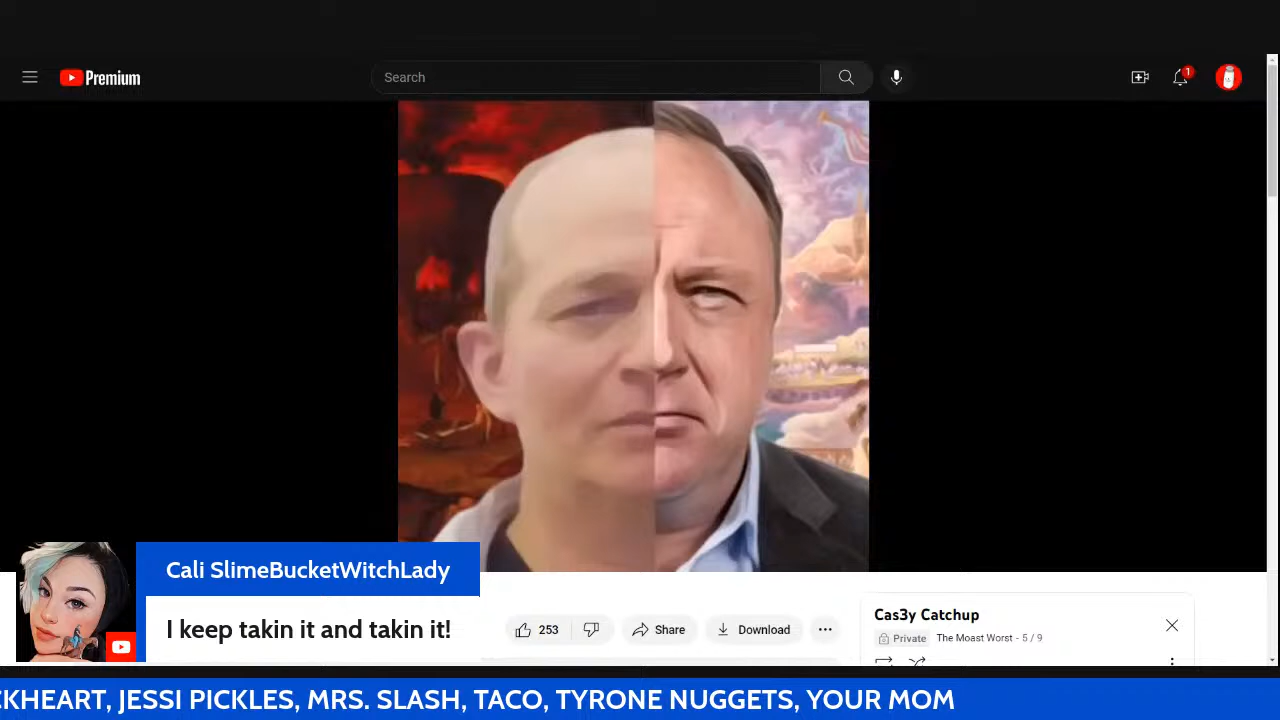 Premium
Search
1
Cali SlimeBucketWitchLady
I keep takin it and takin it!
253
Share
Download
Cas3y Catchup
Private The Moast Worst - 5 / 9
CKHEART, JESSI PICKLES, MRS. SLASH, TACO, TYRONE NUGGETS, YOUR MOM